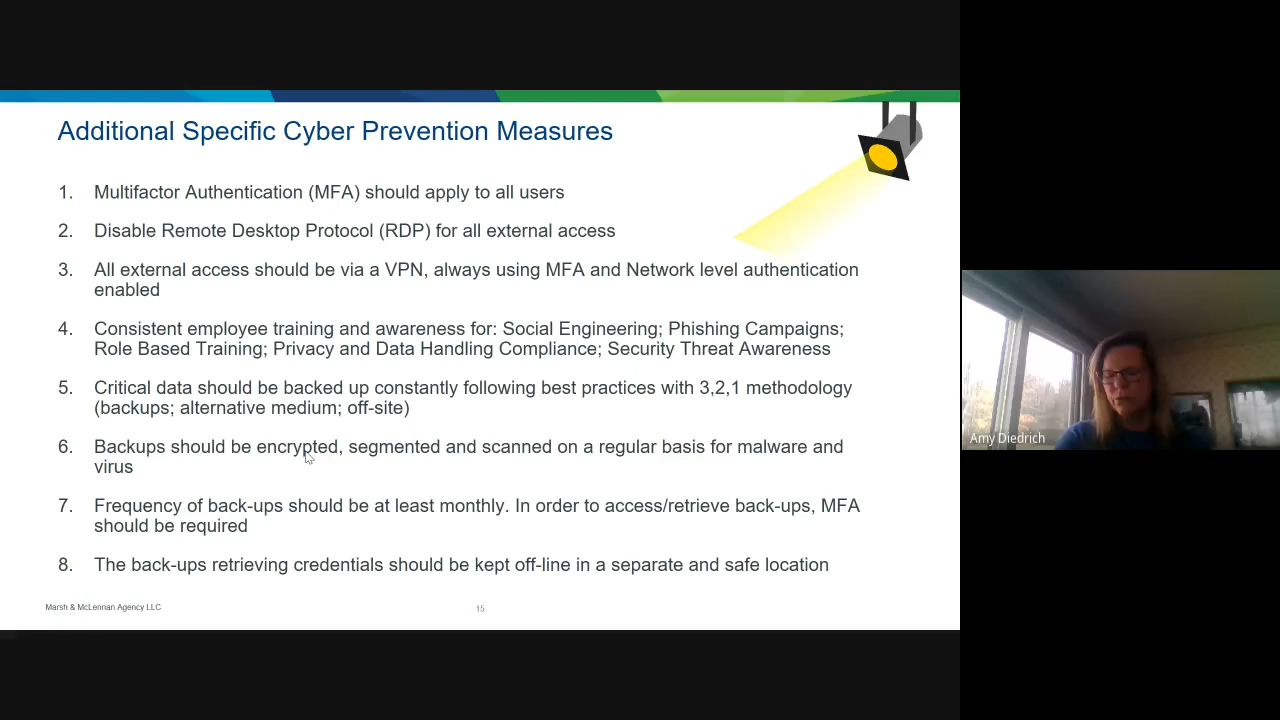 Additional Specific Cyber Prevention Measures
1. Multifactor Authentication (MFA) should apply to all users
2. Disable Remote Desktop Protocol (RDP) for all external access
3. All external access should be via a VPN, always using MFA and Network level authentication
enabled
4. Consistent employee training and awareness for: Social Engineering; Phishing Campaigns;
Role Based Training; Privacy and Data Handling Compliance; Security Threat Awareness
5. Critical data should be backed up constantly following best practices with 3,2,1 methodology
(backups; alternative medium; off-site)
6. Backups should be encrypted, segmented and scanned on a regular basis for malware and
virus
7. Frequency of back-ups should be at least monthly. In order to access/retrieve back-ups, MFA
should be required
8. The back-ups retrieving credentials should be kept off-line in a separate and safe location
Marsh & McLennan Agency LLC
15
Amy Diedrich